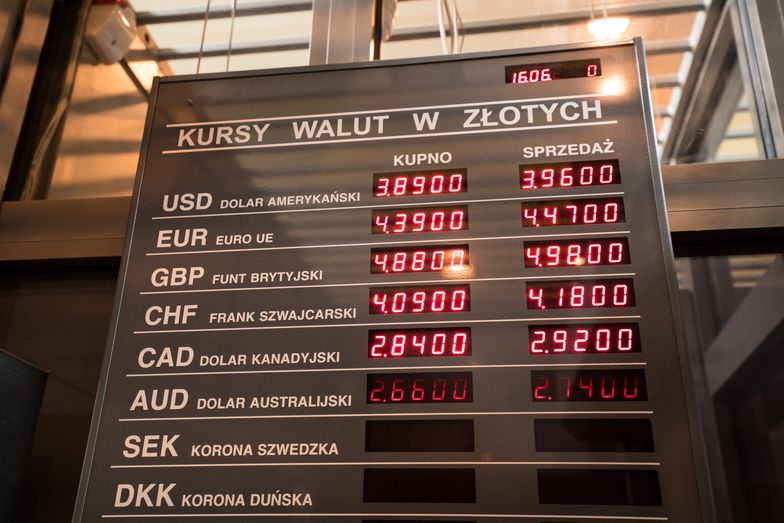 16.06. 0
KURSY WALUT W ZŁOTYCH
KUPNO SPRZEDAŻ
USD DOLAR AMERYKAŃSKI 3.8900 3.9600
EUR EURO UE 4.3900 4.4700
GBP FUNT BRYTYJSKI 4.8800 4.9800
CHF FRANK SZWAJCARSKI 4.0900 4.1800
CAD DOLAR KANADYJSKI 2.8400 2.9200
AUD DOLAR AUSTRALIJSKI 2.6600
SEK KORONA SZWEDZKA
DKK KORONA DUŃSKA